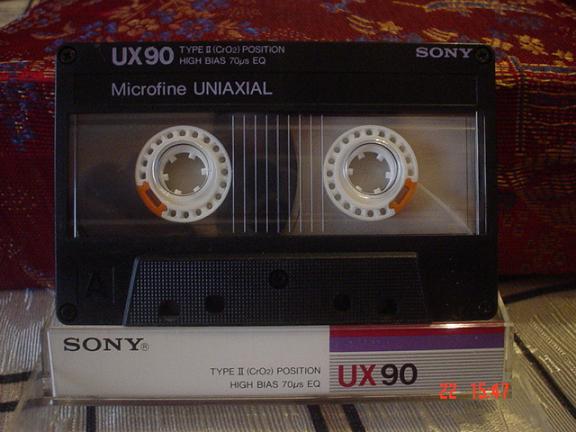 UX90 TYPE II (CrO2) POSITION SONY
HIGH BIAS 70μs EQ
Microfine UNIAXIAL
A
SONY®
TYPE II (CrO2) POSITION
HIGH BIAS 70μs EQ
UX90
22 15:47